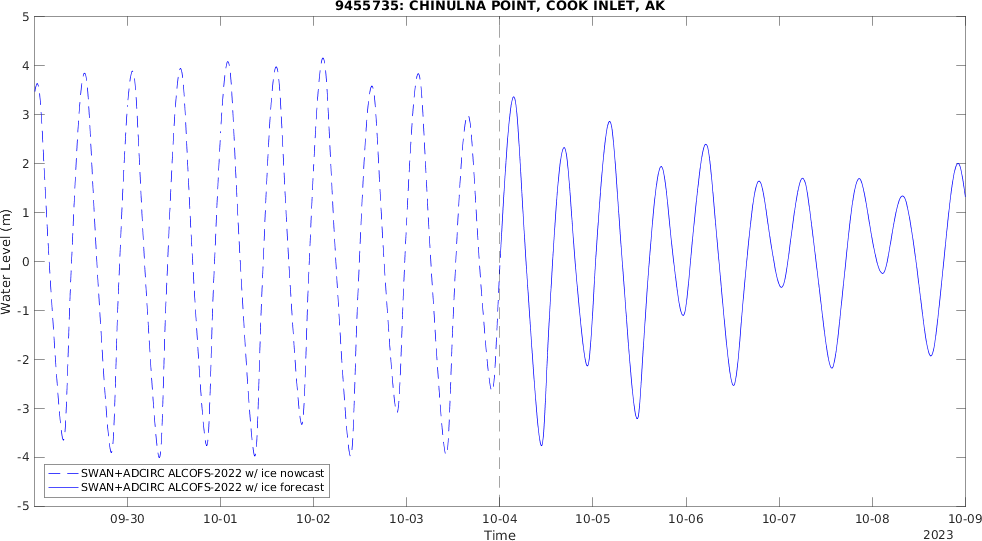 9455735: CHINULNA POINT, COOK INLET, AK
Water Level (m)
5
4
3
2
1
0
-1
-2
-3
-4
-5
SWAN+ADCIRC ALCOFS-2022 w/ ice nowcast
SWAN+ADCIRC ALCOFS-2022 w/ ice forecast
09-30 10-01 10-02 10-03 10-04 10-05 10-06 10-07 10-08 10-09
Time
2023